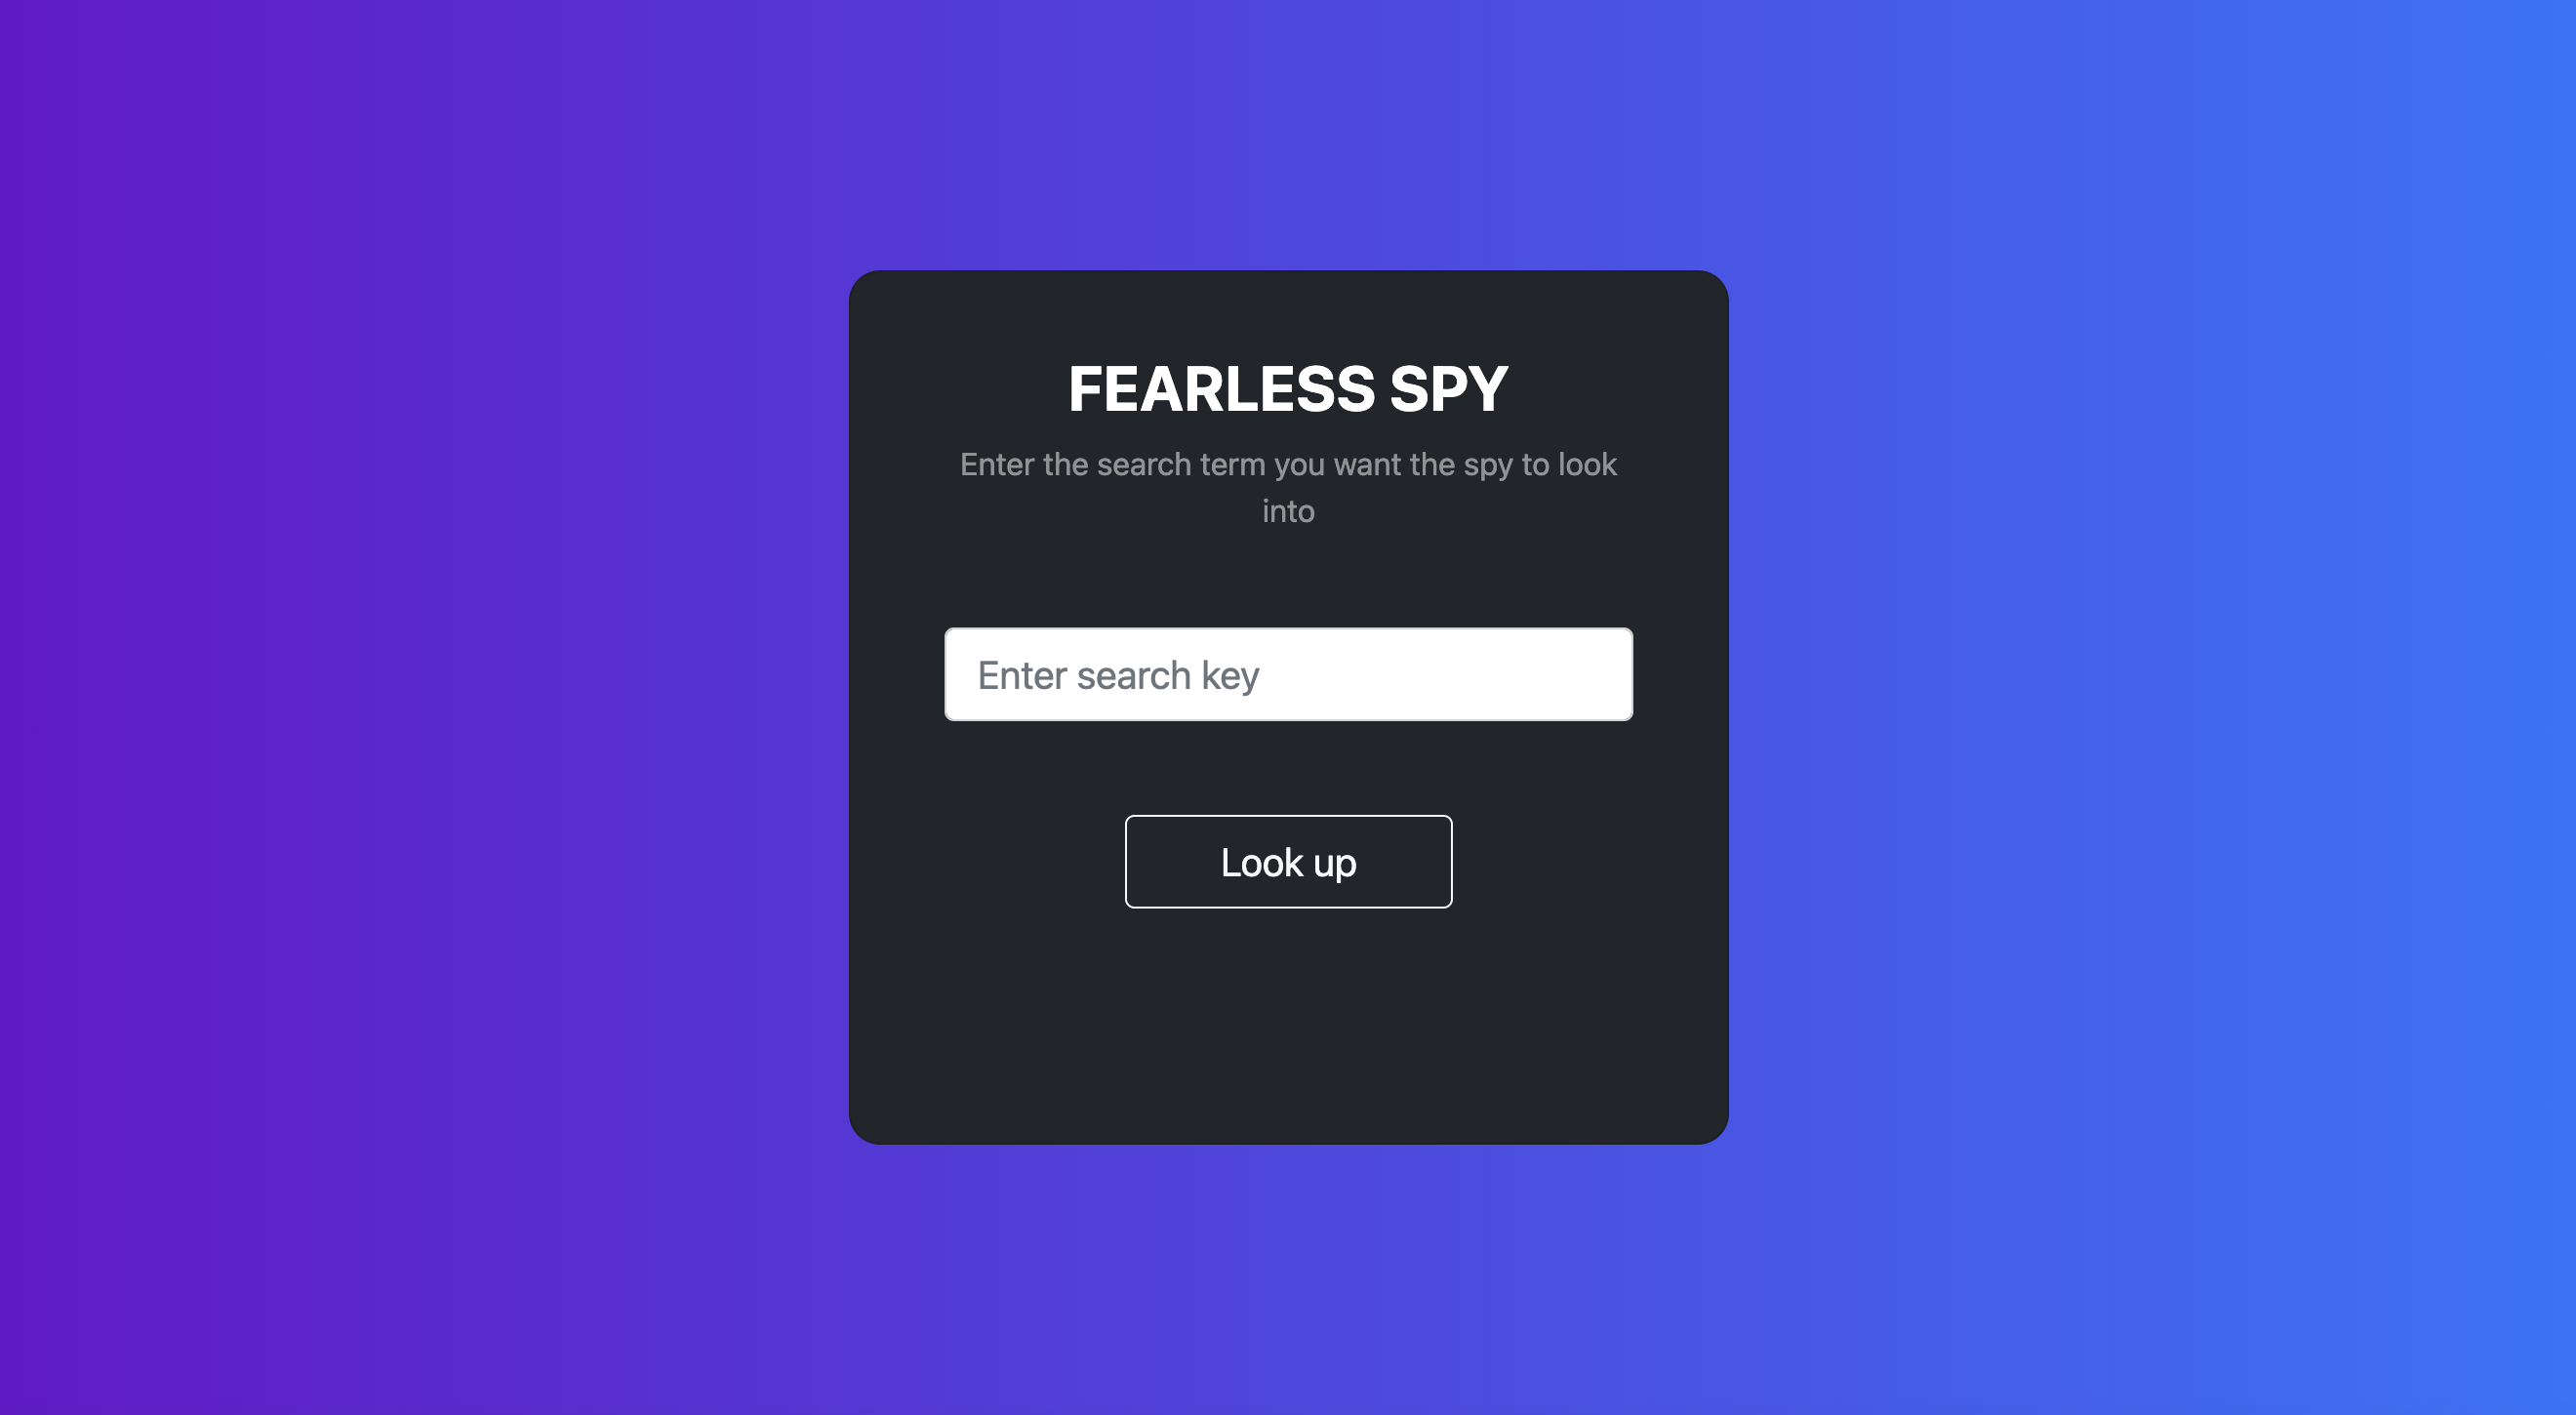 FEARLESS SPY
Enter the search term you want the spy to look
into
Enter search key
Look up